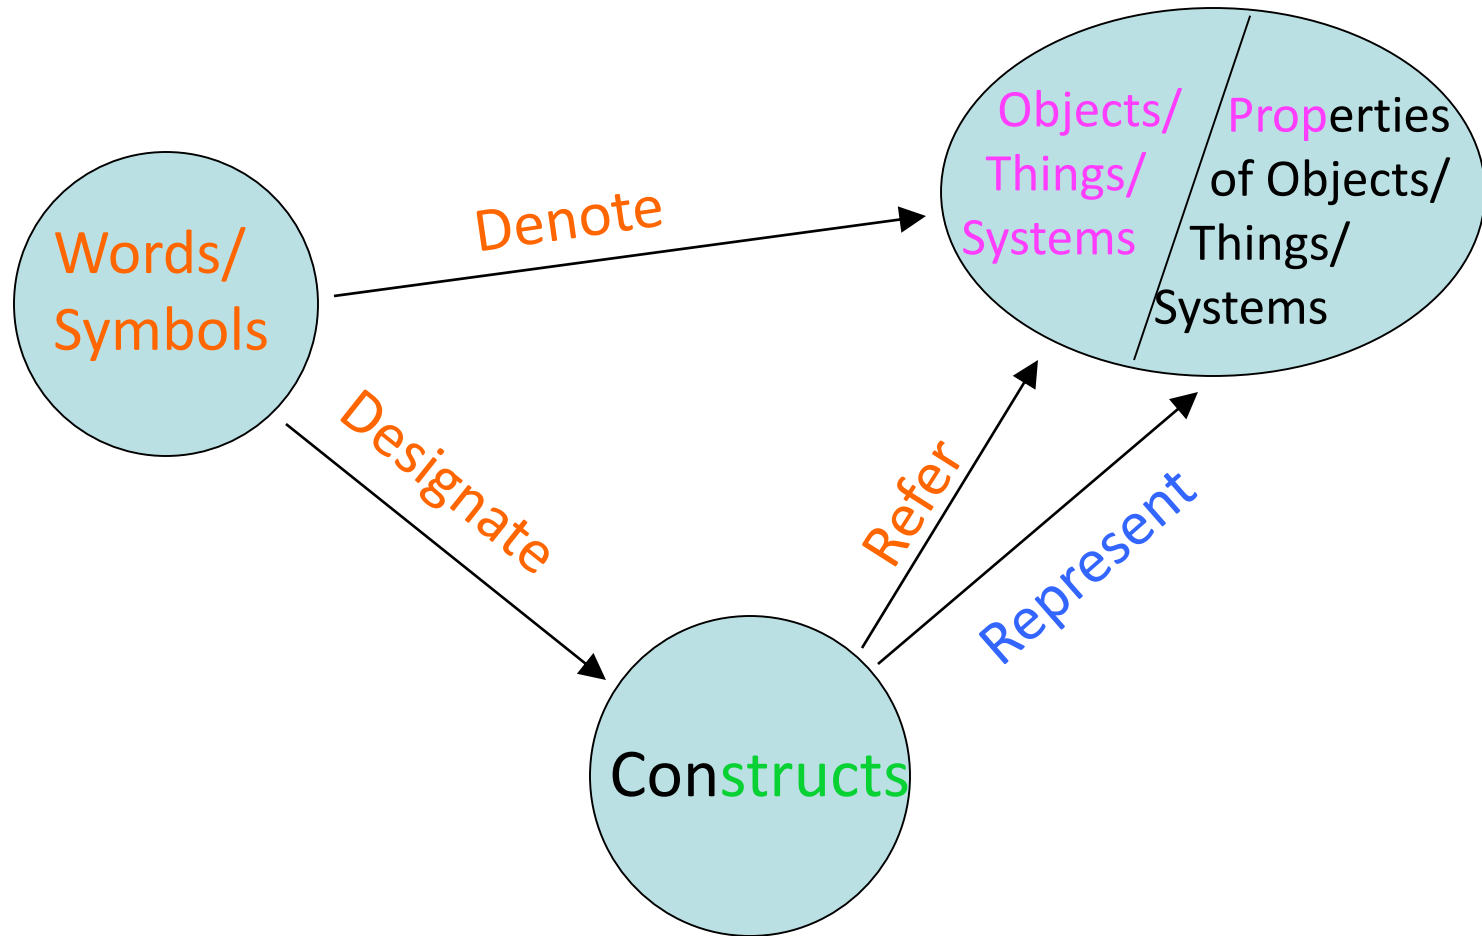 Words/
Symbols
Denote
Objects/
Things/
Systems
Properties
of Objects/
Things/
Systems
Designate
Refer
Represent
Constructs